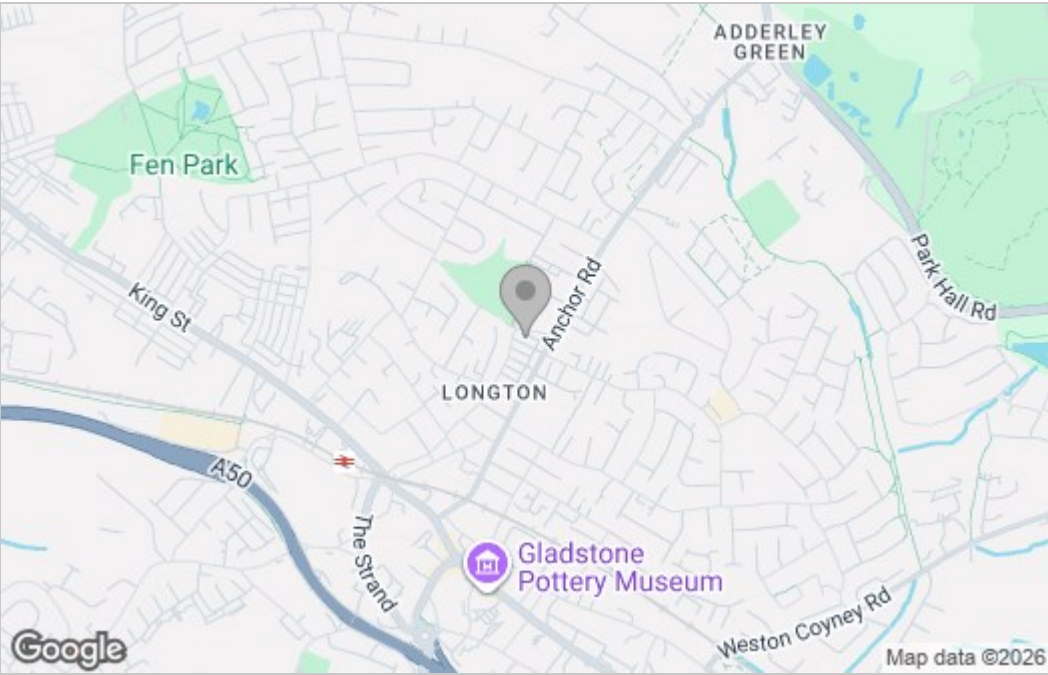 ADDERLEY
GREEN
Fen Park
Park Hall Rd
Anchor Rd
King St
LONGTON
A50
The Strand
Gladstone
Pottery Museum
Weston Coyney Rd
Google
Map data ©2026